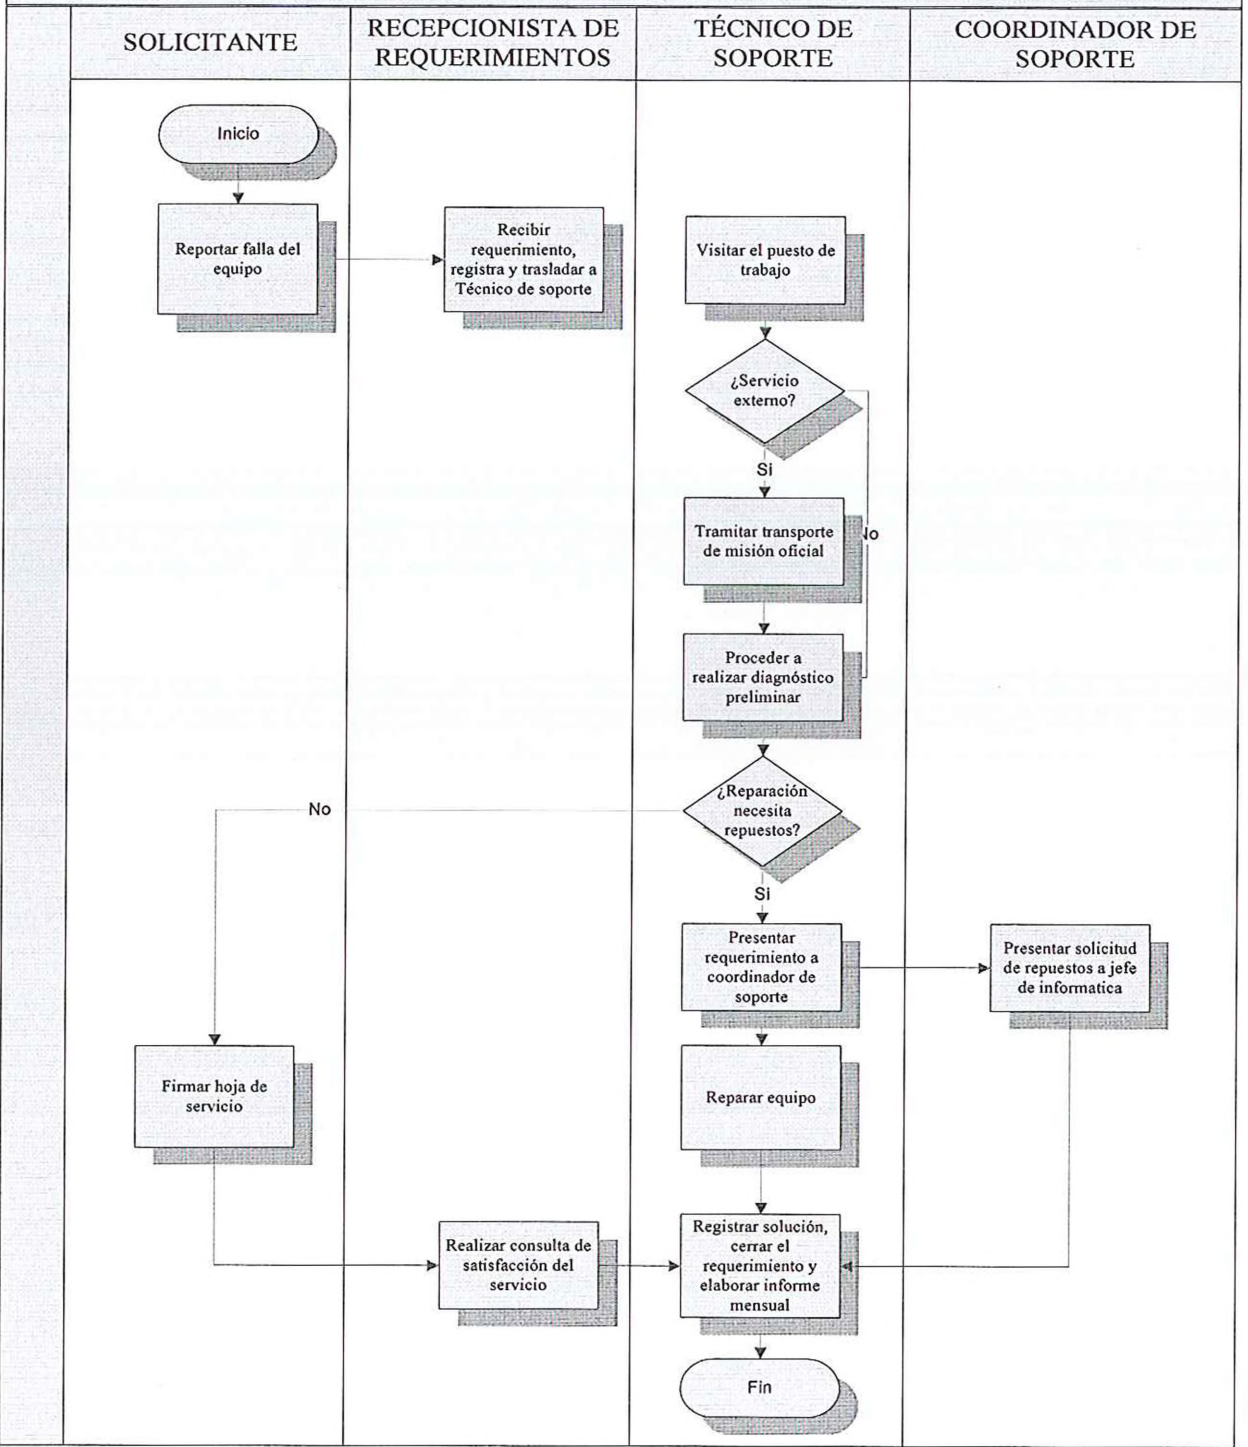 SOLICITANTE
RECEPCIONISTA DE
REQUERIMIENTOS
TÉCNICO DE
SOPORTE
COORDINADOR DE
SOPORTE
Inicio
Reportar falla del
equipo
Recibir
requerimiento,
registra y trasladar a
Técnico de soporte
Visitar el puesto de
trabajo
¿Servicio
externo?
Si
Tramitar transporte
de misión oficial
No
Proceder a
realizar diagnóstico
preliminar
¿Reparación
necesita
repuestos?
No
Si
Presentar
requerimiento a
coordinador de
soporte
Presentar solicitud
de repuestos a jefe
de informatica
Firmar hoja de
servicio
Reparar equipo
Realizar consulta de
satisfacción del
servicio
Registrar solución,
cerrar el
requerimiento y
elaborar informe
mensual
Fin